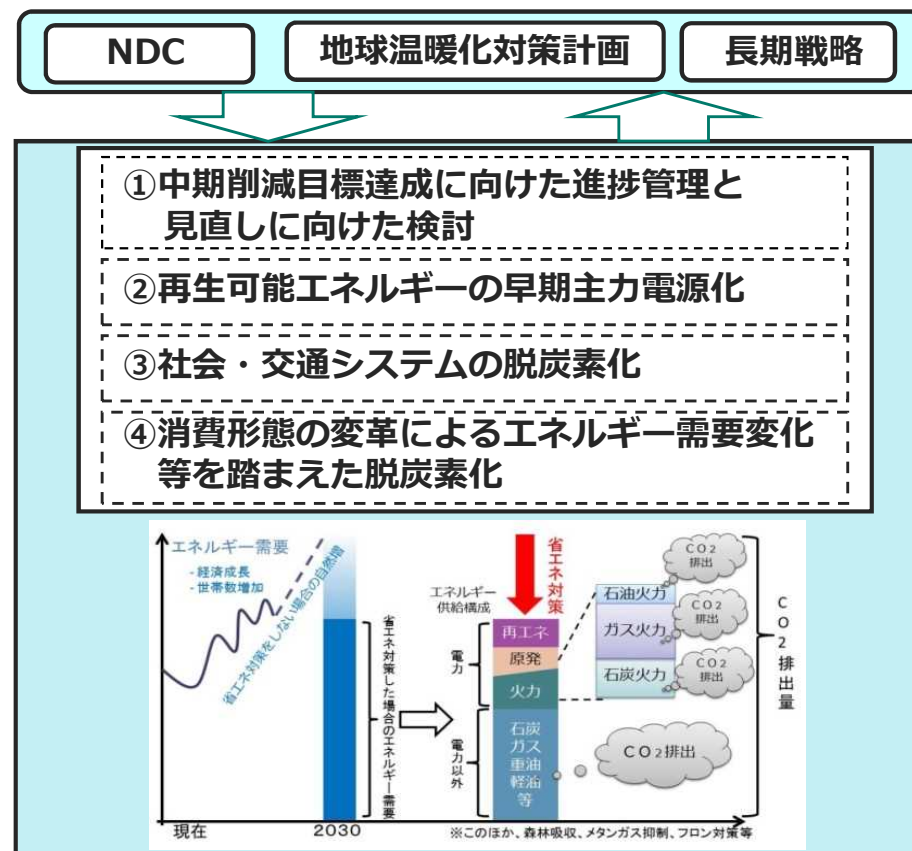 NDC
地球温暖化対策計画
長期戦略
①中期削減目標達成に向けた進捗管理と
見直しに向けた検討
②再生可能エネルギーの早期主力電源化
③社会・交通システムの脱炭素化
④消費形態の変革によるエネルギー需要変化
等を踏まえた脱炭素化
エネルギー需要
- 経済成長
- 世帯数増加
省エネ対策をしない場合の自然増
省エネ対策した場合のエネルギー需要
現在
2030
エネルギー
供給構成
省エネ対策
電力
再エネ
原発
火力
電力以外
石炭
ガス
重油
軽油
等
石油火力
ガス火力
石炭火力
CO2
排出
CO2
排出
CO2
排出
CO2排出
CO2排出量
※このほか、森林吸収、メタンガス抑制、フロン対策等